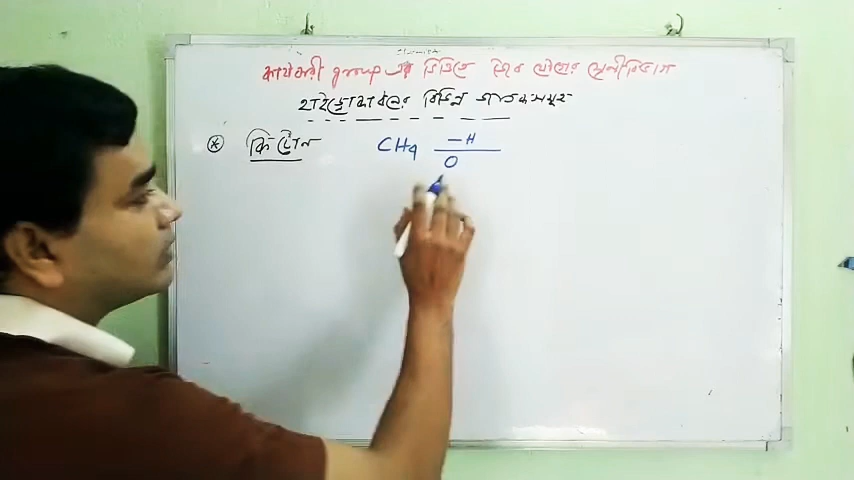 কার্যকরী group এর ভিত্তিতে জৈব যৌগের শ্রেণীবিভাগ
হাইড্রোকার্বনের বিভিন্ন জাতকসমূহ
* কিটোন CH4 -H
O